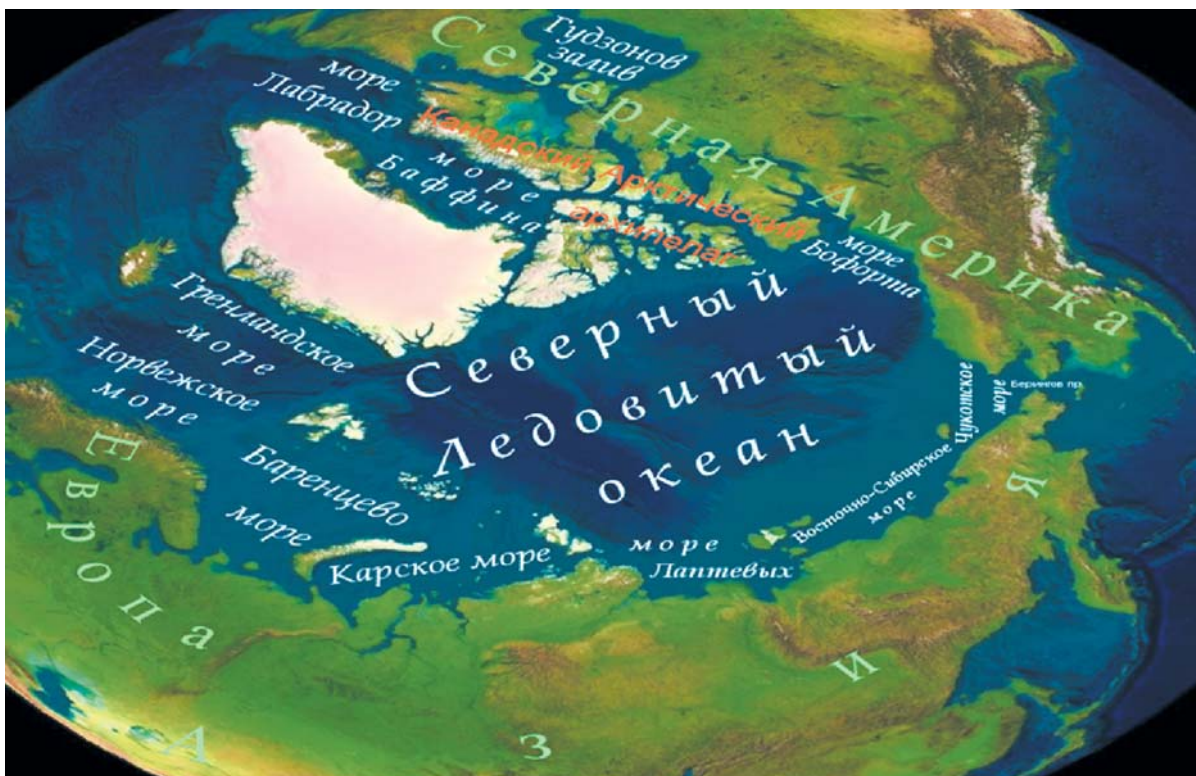 Северная Америка
Гудзонов
залив
море
Лабрадор
Канадский Арктический
архипелаг
море
Баффина
море
Бофорта
Северный
Ледовитый
океан
Гренландское
море
Норвежское
море
Чукотское
море
Берингов пр.
Баренцево
море
Восточно-Сибирское
море
Карское море
море
Лаптевых
Европа
Азия